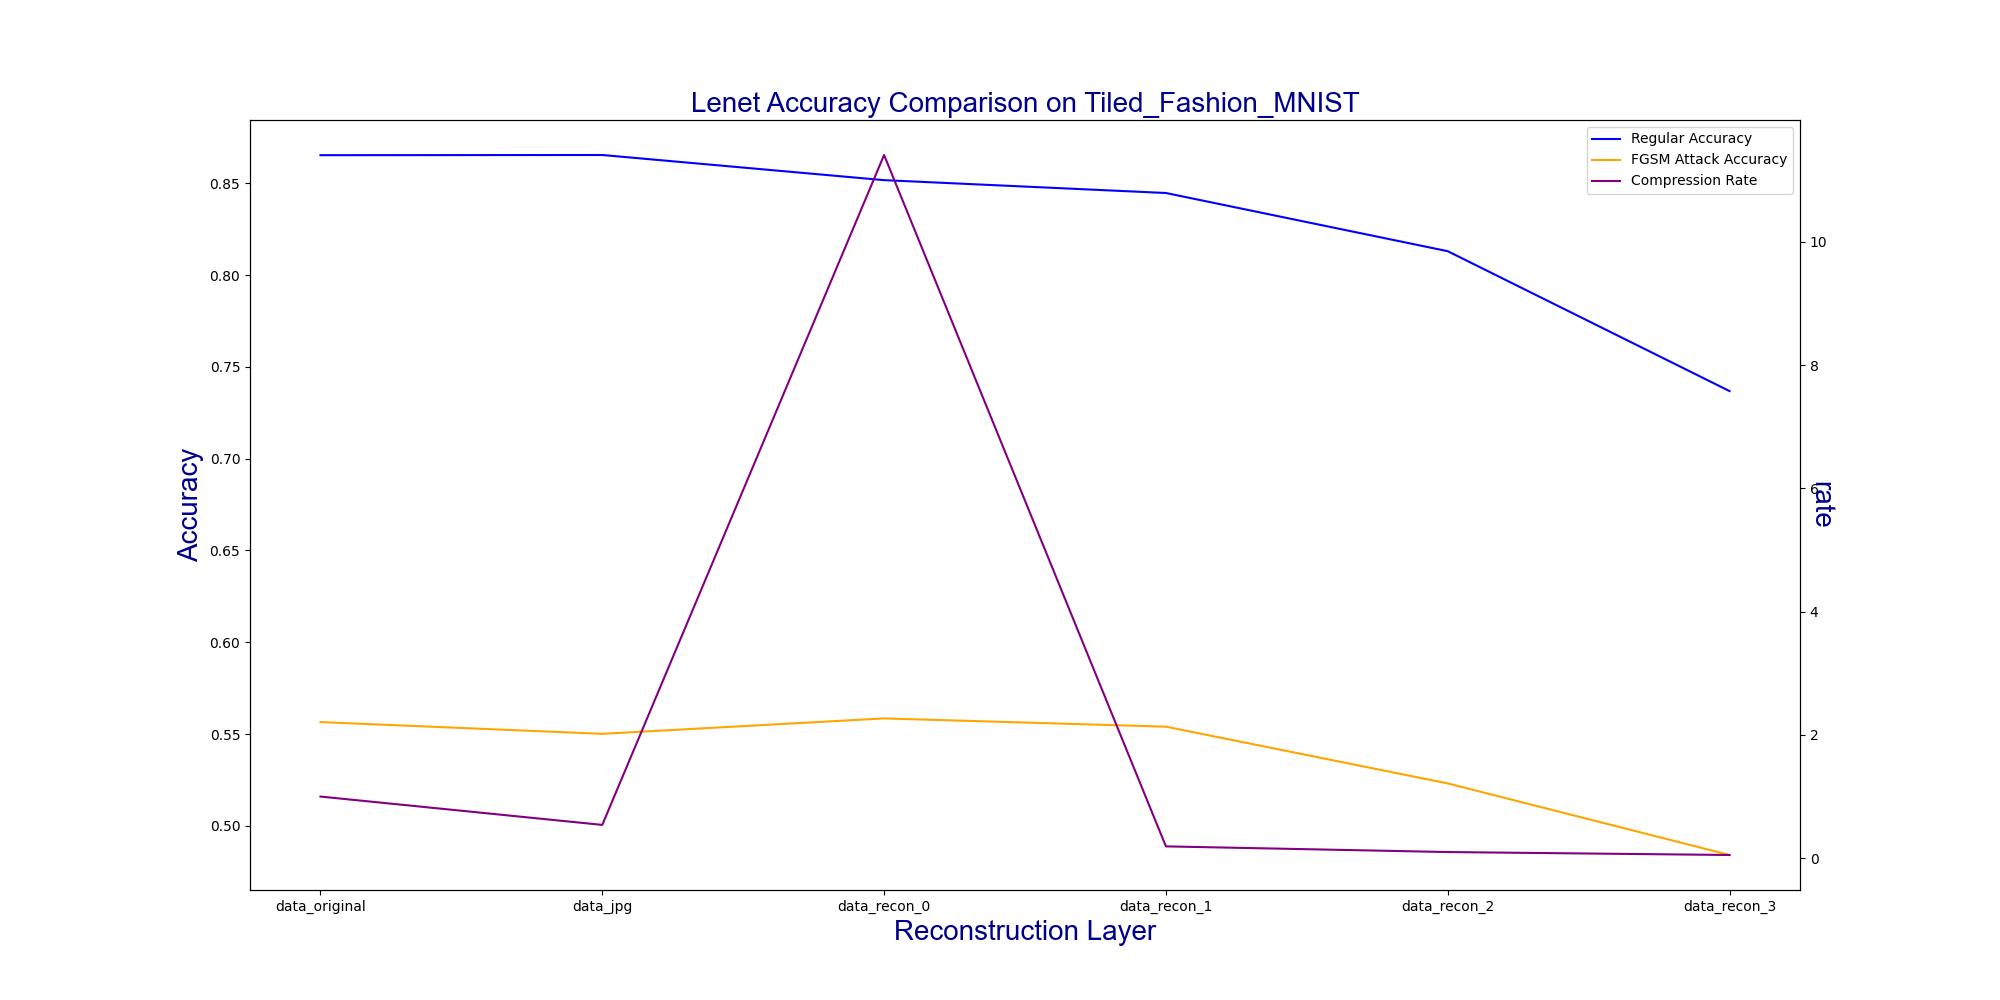 Lenet Accuracy Comparison on Tiled_Fashion_MNIST
Regular Accuracy
FGSM Attack Accuracy
Compression Rate
Accuracy
0.85
0.80
0.75
0.70
0.65
0.60
0.55
0.50
10
8
6
4
2
0
rate
data_original
data_jpg
data_recon_0
data_recon_1
data_recon_2
data_recon_3
Reconstruction Layer